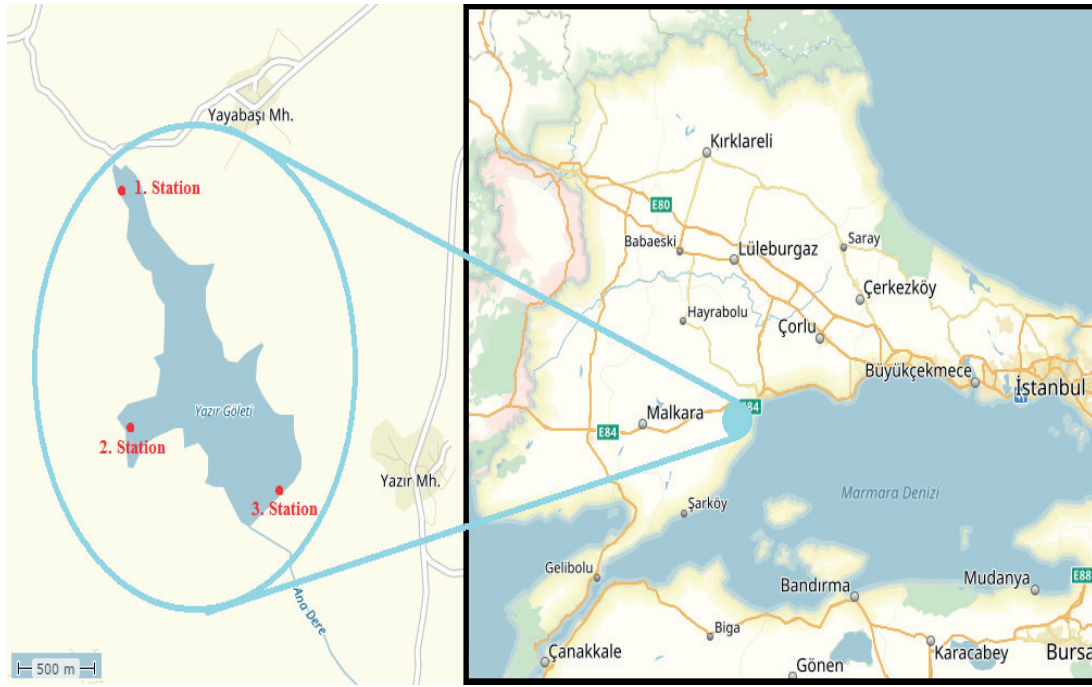 Yayabaşı Mh.
1. Station
Yazır Göleti
2. Station
Yazır Mh.
3. Station
Ana Dere
500 m
Kırklareli
E80
Babaeski
Lüleburgaz
Saray
Çerkezköy
Hayrabolu
Çorlu
Büyükçekmece
İstanbul
E84
Malkara
E84
Marmara Denizi
Şarköy
Gelibolu
Bandırma
Mudanya
E88
Biga
Karacabey
Bursa
Çanakkale
Gönen